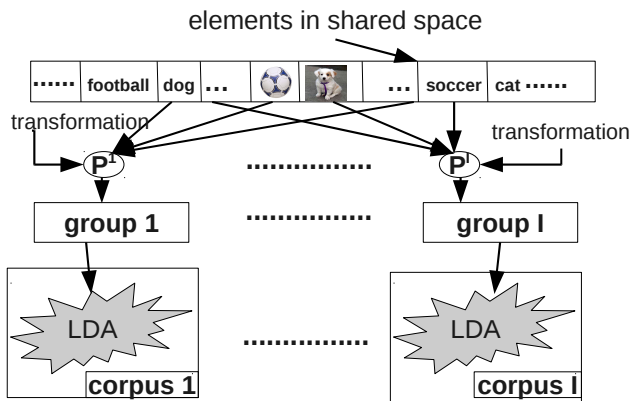 elements in shared space
...... football dog ... ... soccer cat ......
transformation
transformation
P¹ ................ Pᴵ
group 1 ................ group I
LDA ................ LDA
corpus 1 corpus I